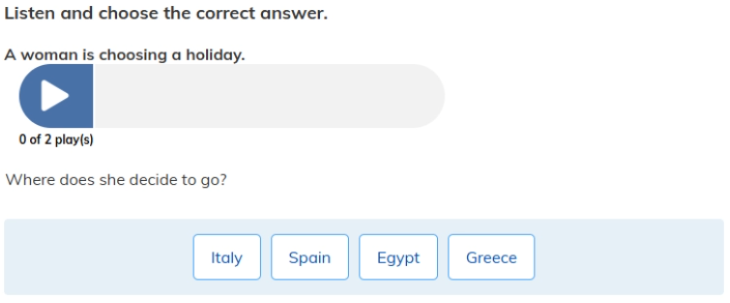 Listen and choose the correct answer.
A woman is choosing a holiday.
0 of 2 play(s)
Where does she decide to go?
Italy Spain Egypt Greece